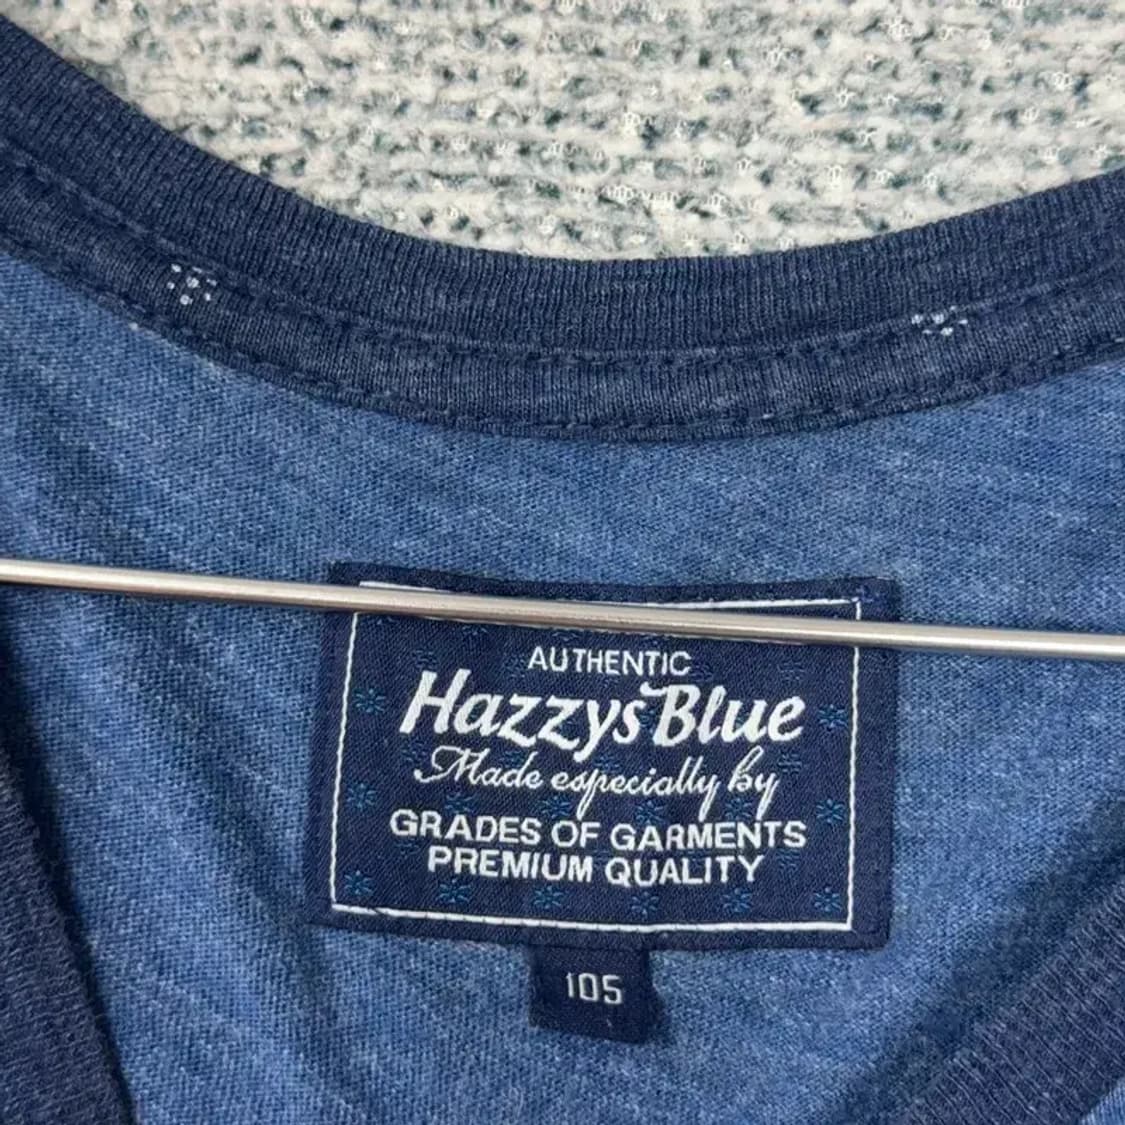 AUTHENTIC
Hazzys Blue
Made especially by
GRADES OF GARMENTS
PREMIUM QUALITY
105